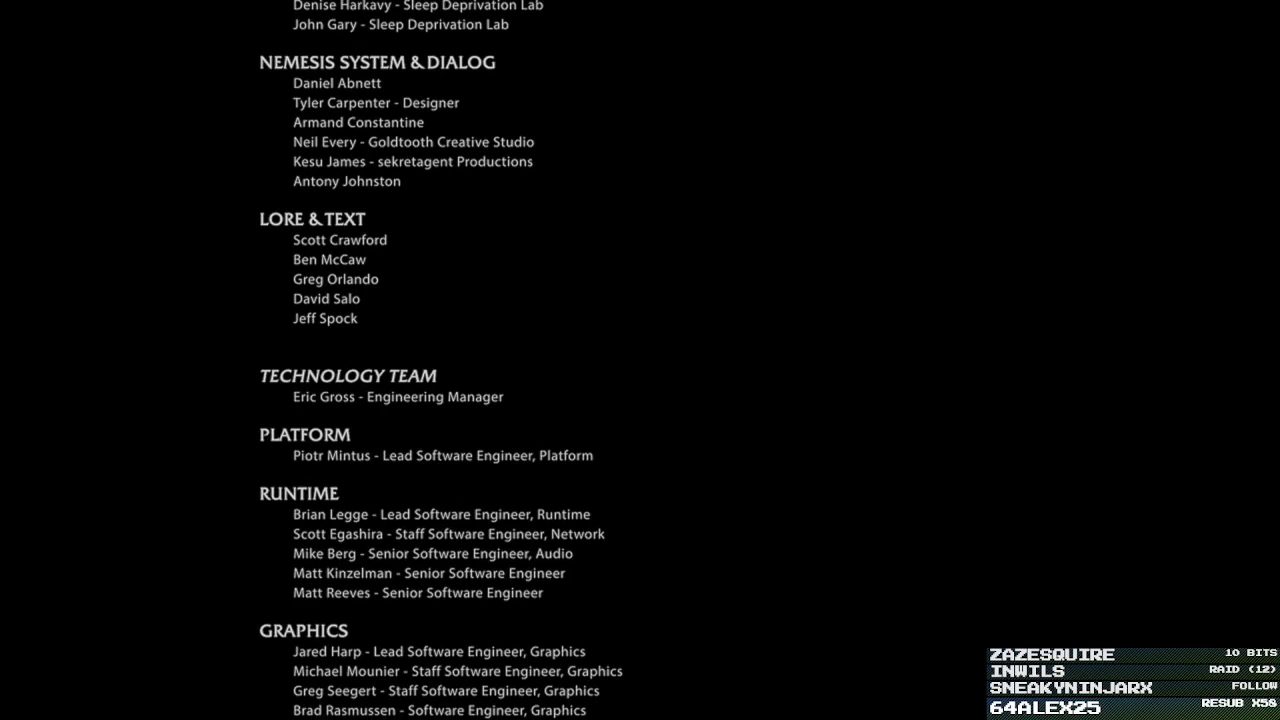 Denise Harkavy - Sleep Deprivation Lab
John Gary - Sleep Deprivation Lab
NEMESIS SYSTEM & DIALOG
Daniel Abnett
Tyler Carpenter - Designer
Armand Constantine
Neil Every - Goldtooth Creative Studio
Kesu James - sekretagent Productions
Antony Johnston
LORE & TEXT
Scott Crawford
Ben McCaw
Greg Orlando
David Salo
Jeff Spock
TECHNOLOGY TEAM
Eric Gross - Engineering Manager
PLATFORM
Piotr Mintus - Lead Software Engineer, Platform
RUNTIME
Brian Legge - Lead Software Engineer, Runtime
Scott Egashira - Staff Software Engineer, Network
Mike Berg - Senior Software Engineer, Audio
Matt Kinzelman - Senior Software Engineer
Matt Reeves - Senior Software Engineer
GRAPHICS
Jared Harp - Lead Software Engineer, Graphics
Michael Mounier - Staff Software Engineer, Graphics
Greg Seegert - Staff Software Engineer, Graphics
Brad Rasmussen - Software Engineer, Graphics
ZAZESQUIRE 10 BITS
INWILS RAID (12)
SNEAKYNINJARX FOLLOW
64ALEX25 RESUB X50